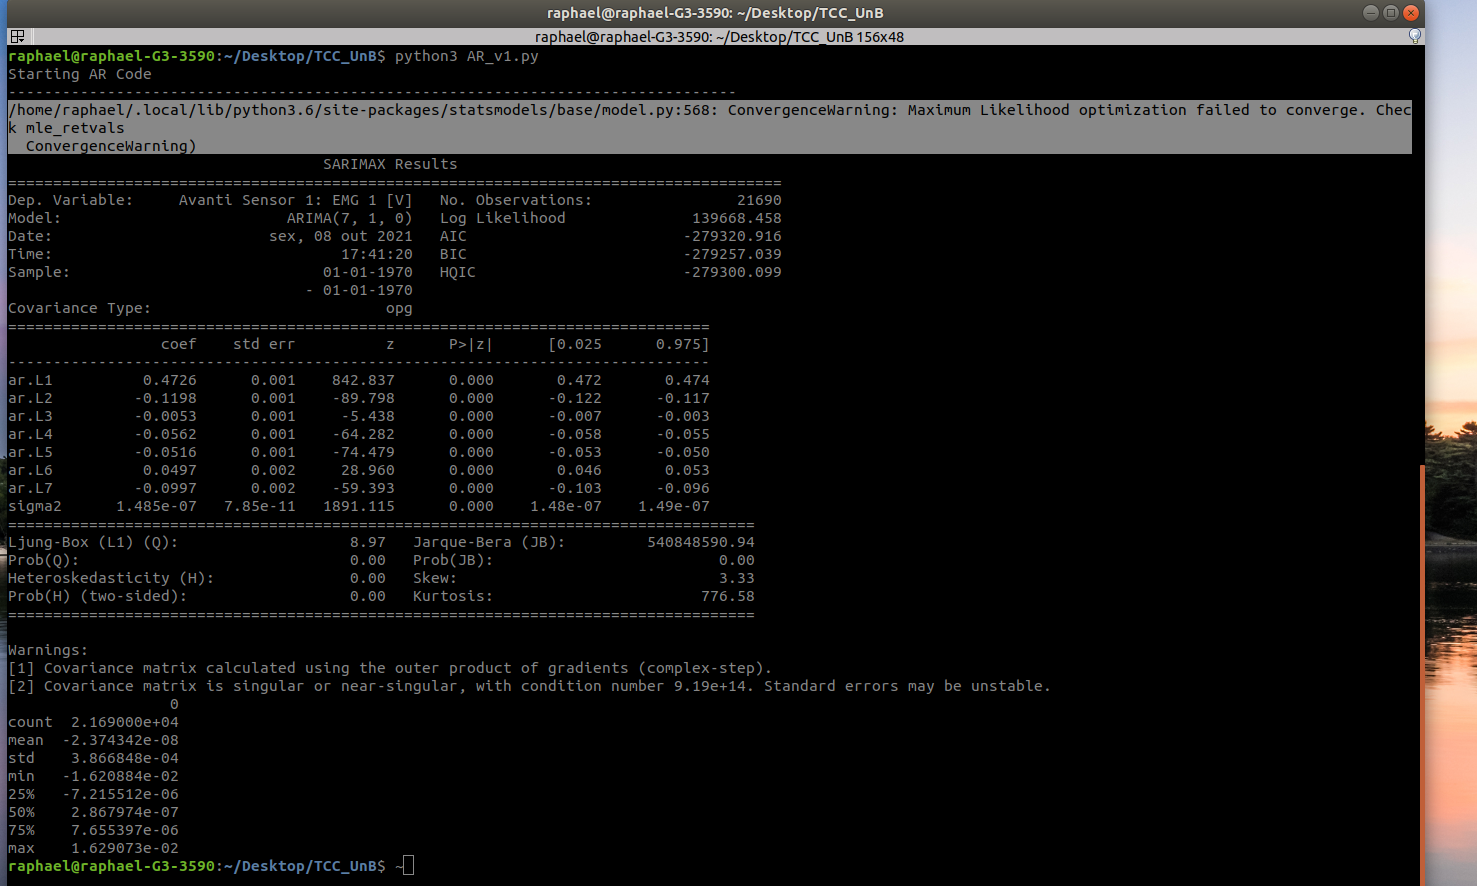 raphael@raphael-G3-3590: ~/Desktop/TCC_UnB
raphael@raphael-G3-3590: ~/Desktop/TCC_UnB 156x48
raphael@raphael-G3-3590:~/Desktop/TCC_UnB$ python3 AR_v1.py
Starting AR Code
---------------------------------------------------------------------------------
/home/raphael/.local/lib/python3.6/site-packages/statsmodels/base/model.py:568: ConvergenceWarning: Maximum Likelihood optimization failed to converge. Chec
k mle_retvals
  ConvergenceWarning)
                                   SARIMAX Results
======================================================================================
Dep. Variable:     Avanti Sensor 1: EMG 1 [V]   No. Observations:                21690
Model:                         ARIMA(7, 1, 0)   Log Likelihood              139668.458
Date:                        sex, 08 out 2021   AIC                        -279320.916
Time:                                17:41:20   BIC                        -279257.039
Sample:                            01-01-1970   HQIC                       -279300.099
                                 - 01-01-1970
Covariance Type:                          opg
==============================================================================
                 coef    std err          z      P>|z|      [0.025      0.975]
------------------------------------------------------------------------------
ar.L1          0.4726      0.001    842.837      0.000       0.472       0.474
ar.L2         -0.1198      0.001    -89.798      0.000      -0.122      -0.117
ar.L3         -0.0053      0.001     -5.438      0.000      -0.007      -0.003
ar.L4         -0.0562      0.001    -64.282      0.000      -0.058      -0.055
ar.L5         -0.0516      0.001    -74.479      0.000      -0.053      -0.050
ar.L6          0.0497      0.002     28.960      0.000       0.046       0.053
ar.L7         -0.0997      0.002    -59.393      0.000      -0.103      -0.096
sigma2      1.485e-07   7.85e-11   1891.115      0.000    1.48e-07    1.49e-07
===================================================================================
Ljung-Box (L1) (Q):                   8.97   Jarque-Bera (JB):         540848590.94
Prob(Q):                              0.00   Prob(JB):                         0.00
Heteroskedasticity (H):               0.00   Skew:                             3.33
Prob(H) (two-sided):                  0.00   Kurtosis:                       776.58
===================================================================================
Warnings:
[1] Covariance matrix calculated using the outer product of gradients (complex-step).
[2] Covariance matrix is singular or near-singular, with condition number 9.19e+14. Standard errors may be unstable.
                  0
count  2.169000e+04
mean  -2.374342e-08
std    3.866848e-04
min   -1.620884e-02
25%   -7.215512e-06
50%    2.867974e-07
75%    7.655397e-06
max    1.629073e-02
raphael@raphael-G3-3590:~/Desktop/TCC_UnB$ ~